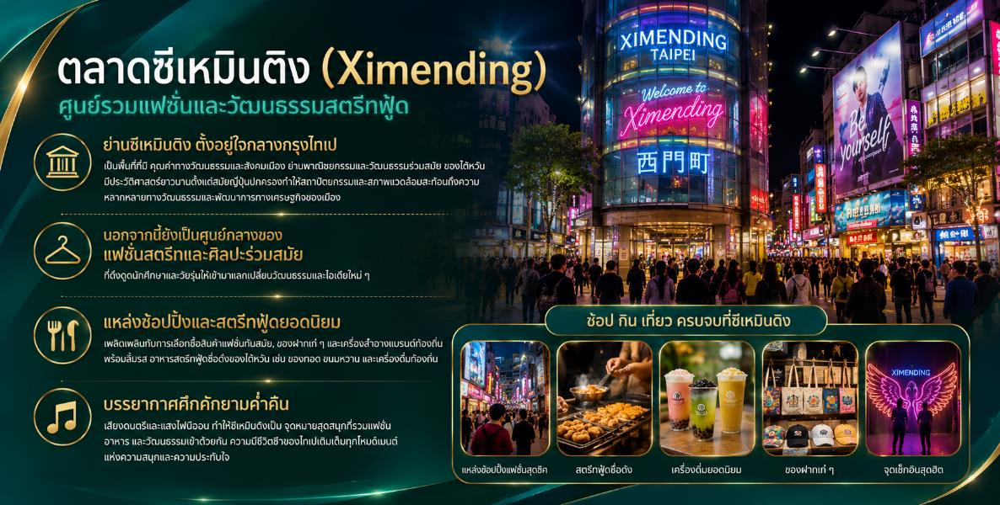 ตลาดซีเหมินติง (Ximending)
ศูนย์รวมแฟชั่นและวัฒนธรรมสตรีทฟู้ด
ย่านซีเหมินติง ตั้งอยู่ใจกลางกรุงไทเป
เป็นพื้นที่ที่มี คุณค่าทางวัฒนธรรมและสังคมเมือง ย่านพาณิชยกรรมและวัฒนธรรมร่วมสมัย ของไต้หวัน
มีประวัติศาสตร์ยาวนานตั้งแต่สมัยญี่ปุ่นปกครองทำให้สถาปัตยกรรมและสภาพแวดล้อมสะท้อนถึงความ
หลากหลายทางวัฒนธรรมและพัฒนาการทางเศรษฐกิจของเมือง
นอกจากนี้ยังเป็นศูนย์กลางของ
แฟชั่นสตรีทและศิลปะร่วมสมัย
ที่ดึงดูดนักศึกษาและวัยรุ่นให้เข้ามาแลกเปลี่ยนวัฒนธรรมและไอเดียใหม่ ๆ
แหล่งช้อปปิ้งและสตรีทฟู้ดยอดนิยม
เพลิดเพลินกับการเลือกซื้อสินค้าแฟชั่นทันสมัย, ของฝากเก๋ ๆ และเครื่องสำอางแบรนด์ท้องถิ่น
พร้อมลิ้มรส อาหารสตรีทฟู้ดชื่อดังของไต้หวัน เช่น ของทอด ขนมหวาน และเครื่องดื่มท้องถิ่น
บรรยากาศคึกคักยามค่ำคืน
เสียงดนตรีและแสงไฟนีออน ทำให้ซีเหมินติงเป็น จุดหมายสุดสนุกที่รวมแฟชั่น
อาหาร และวัฒนธรรมเข้าด้วยกัน ความมีชีวิตชีวาของไทเปเติมเต็มทุกโหมดโมเมนต์
แห่งความสนุกและความประทับใจ
XIMENDING
TAIPEI
Welcome to
Ximending
西門町
Be
yourself
ช้อป กิน เที่ยว ครบจบที่ซีเหมินติง
XIMENDING
แหล่งช้อปปิ้งแฟชั่นสุดชิค
สตรีทฟู้ดชื่อดัง
เครื่องดื่มยอดนิยม
ของฝากเก๋ ๆ
จุดเช็กอินสุดฮิต